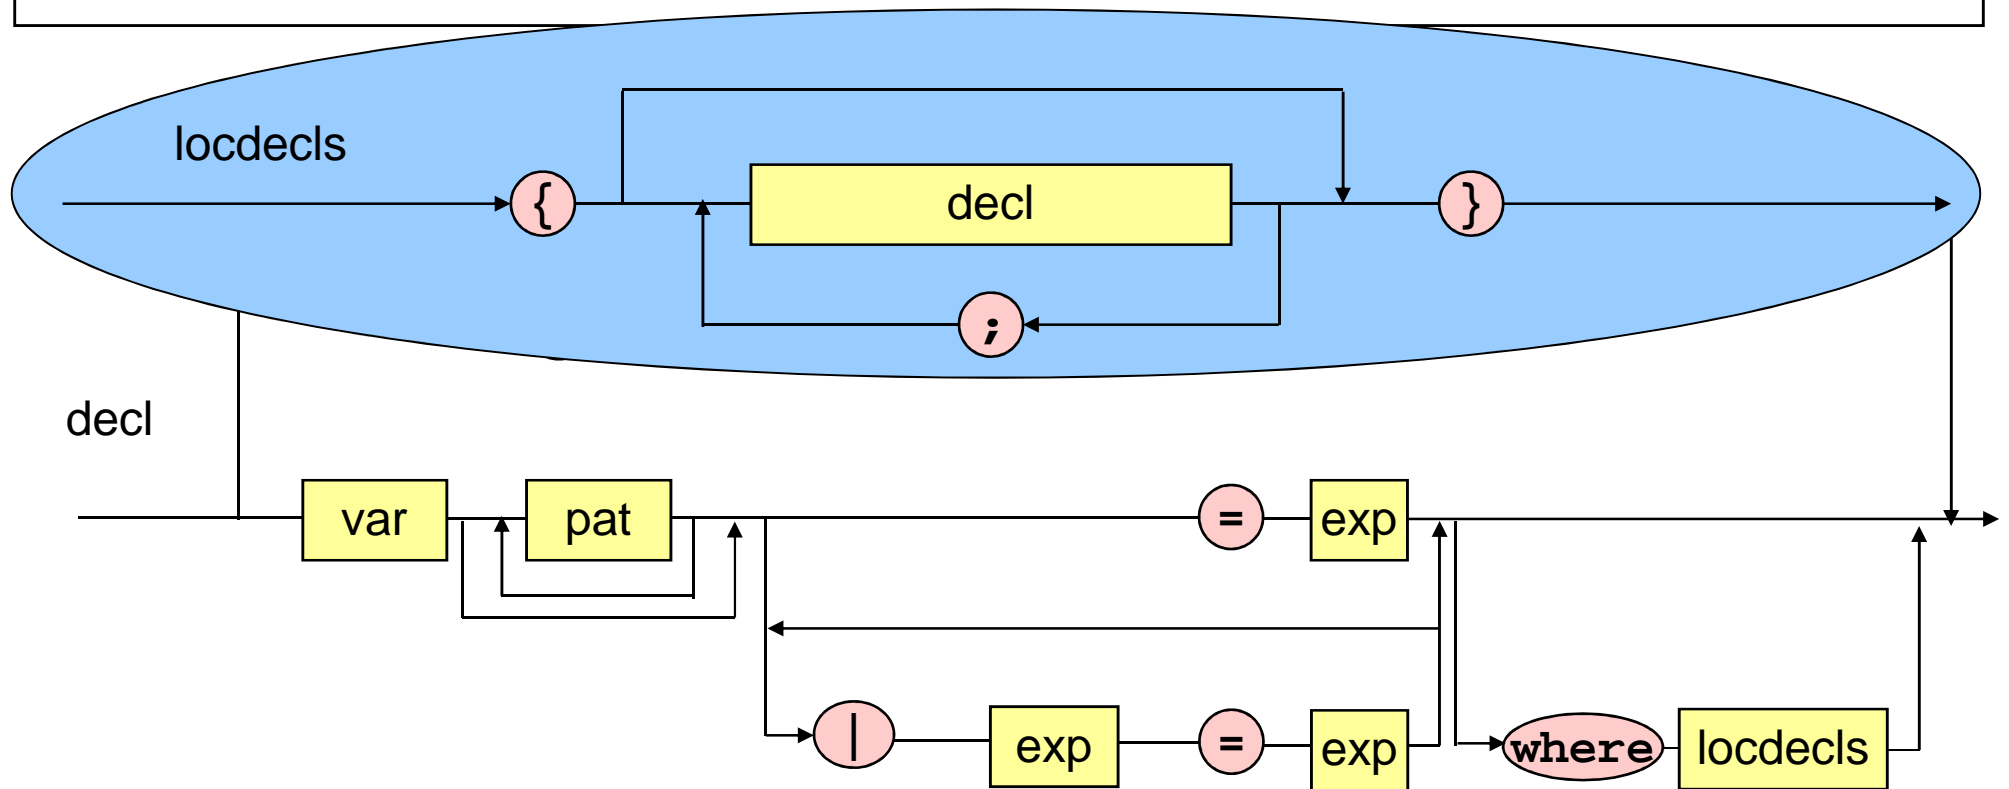 locdecls
{ decl }
;
decl
var pat = exp
| exp = exp where locdecls